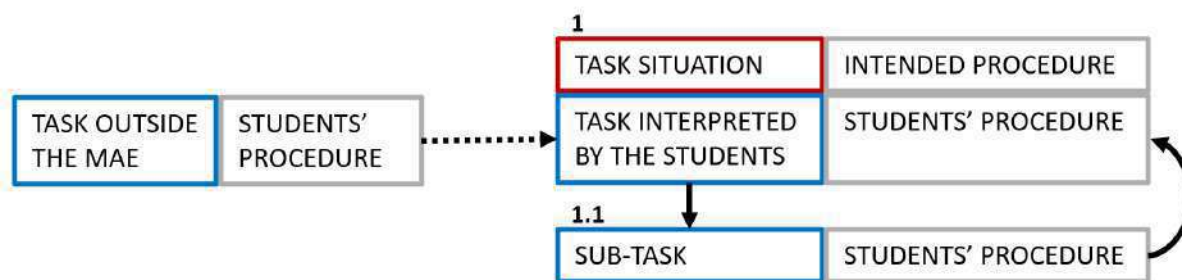 1
TASK SITUATION INTENDED PROCEDURE
TASK OUTSIDE
THE MAE
STUDENTS'
PROCEDURE
TASK INTERPRETED
BY THE STUDENTS
STUDENTS' PROCEDURE
1.1
SUB-TASK STUDENTS' PROCEDURE